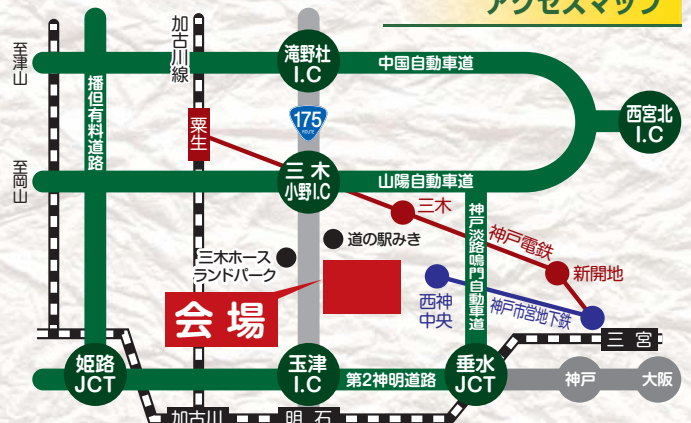 アクセスマップ
至津山
加古川線
滝野社
I.C
中国自動車道
播但有料道路
175
ROUTE
西宮北
I.C
粟生
至岡山
三木
小野I.C
山陽自動車道
三木
神戸淡路鳴門自動車道
神戸電鉄
道の駅みき
三木ホース
ランドパーク
新開地
西神
中央
神戸市営地下鉄
会場
三宮
姫路
JCT
玉津
I.C
第2神明道路
垂水
JCT
神戸
大阪
加古川
明石